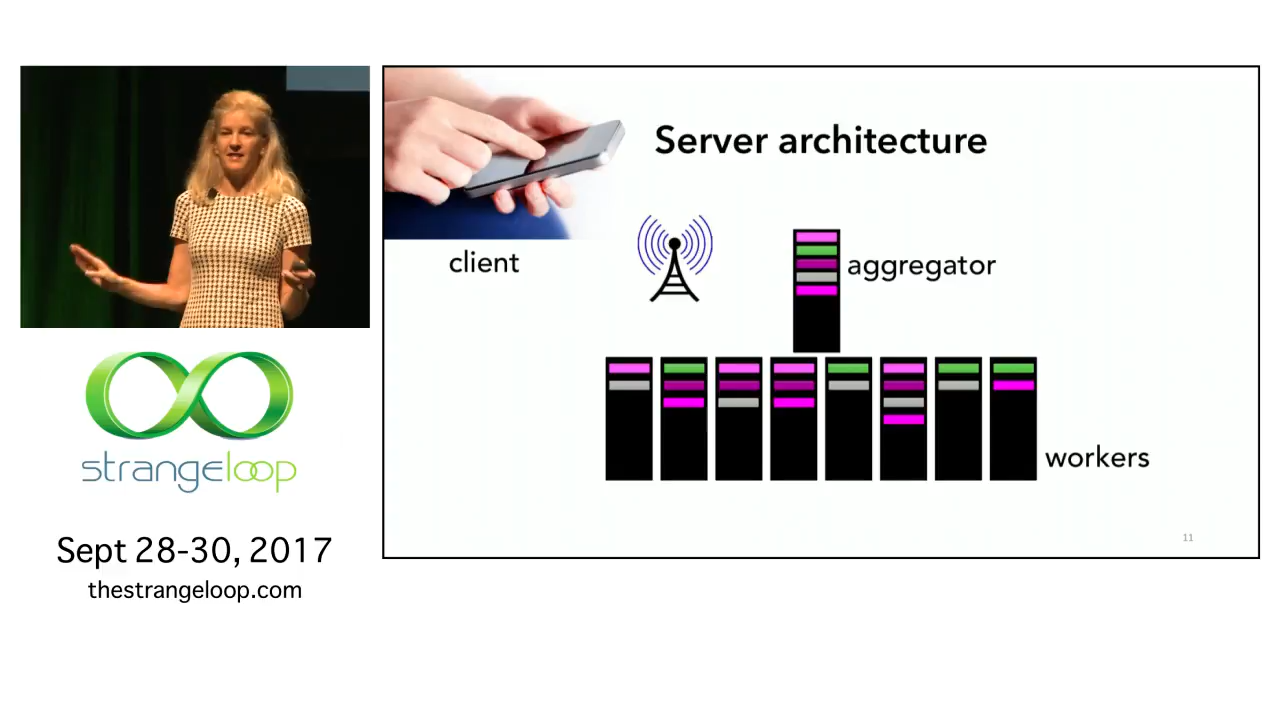 Server architecture
client
aggregator
workers
11
strangeloop
Sept 28-30, 2017
thestrangeloop.com